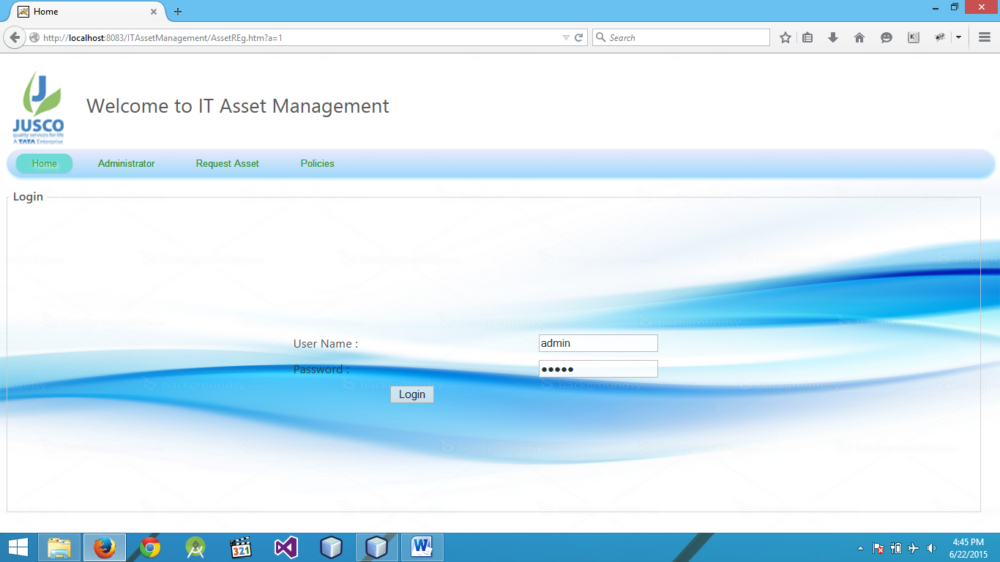 Home
http://localhost:8083/ITAssetManagement/AssetREg.htm?a=1
Search
K
J
JUSCO
quality services for life
A TATA Enterprise
Welcome to IT Asset Management
Home Administrator Request Asset Policies
Login
User Name : admin
Password : ●●●●●
Login
backgroundsy
321
W
4:45 PM
6/22/2015